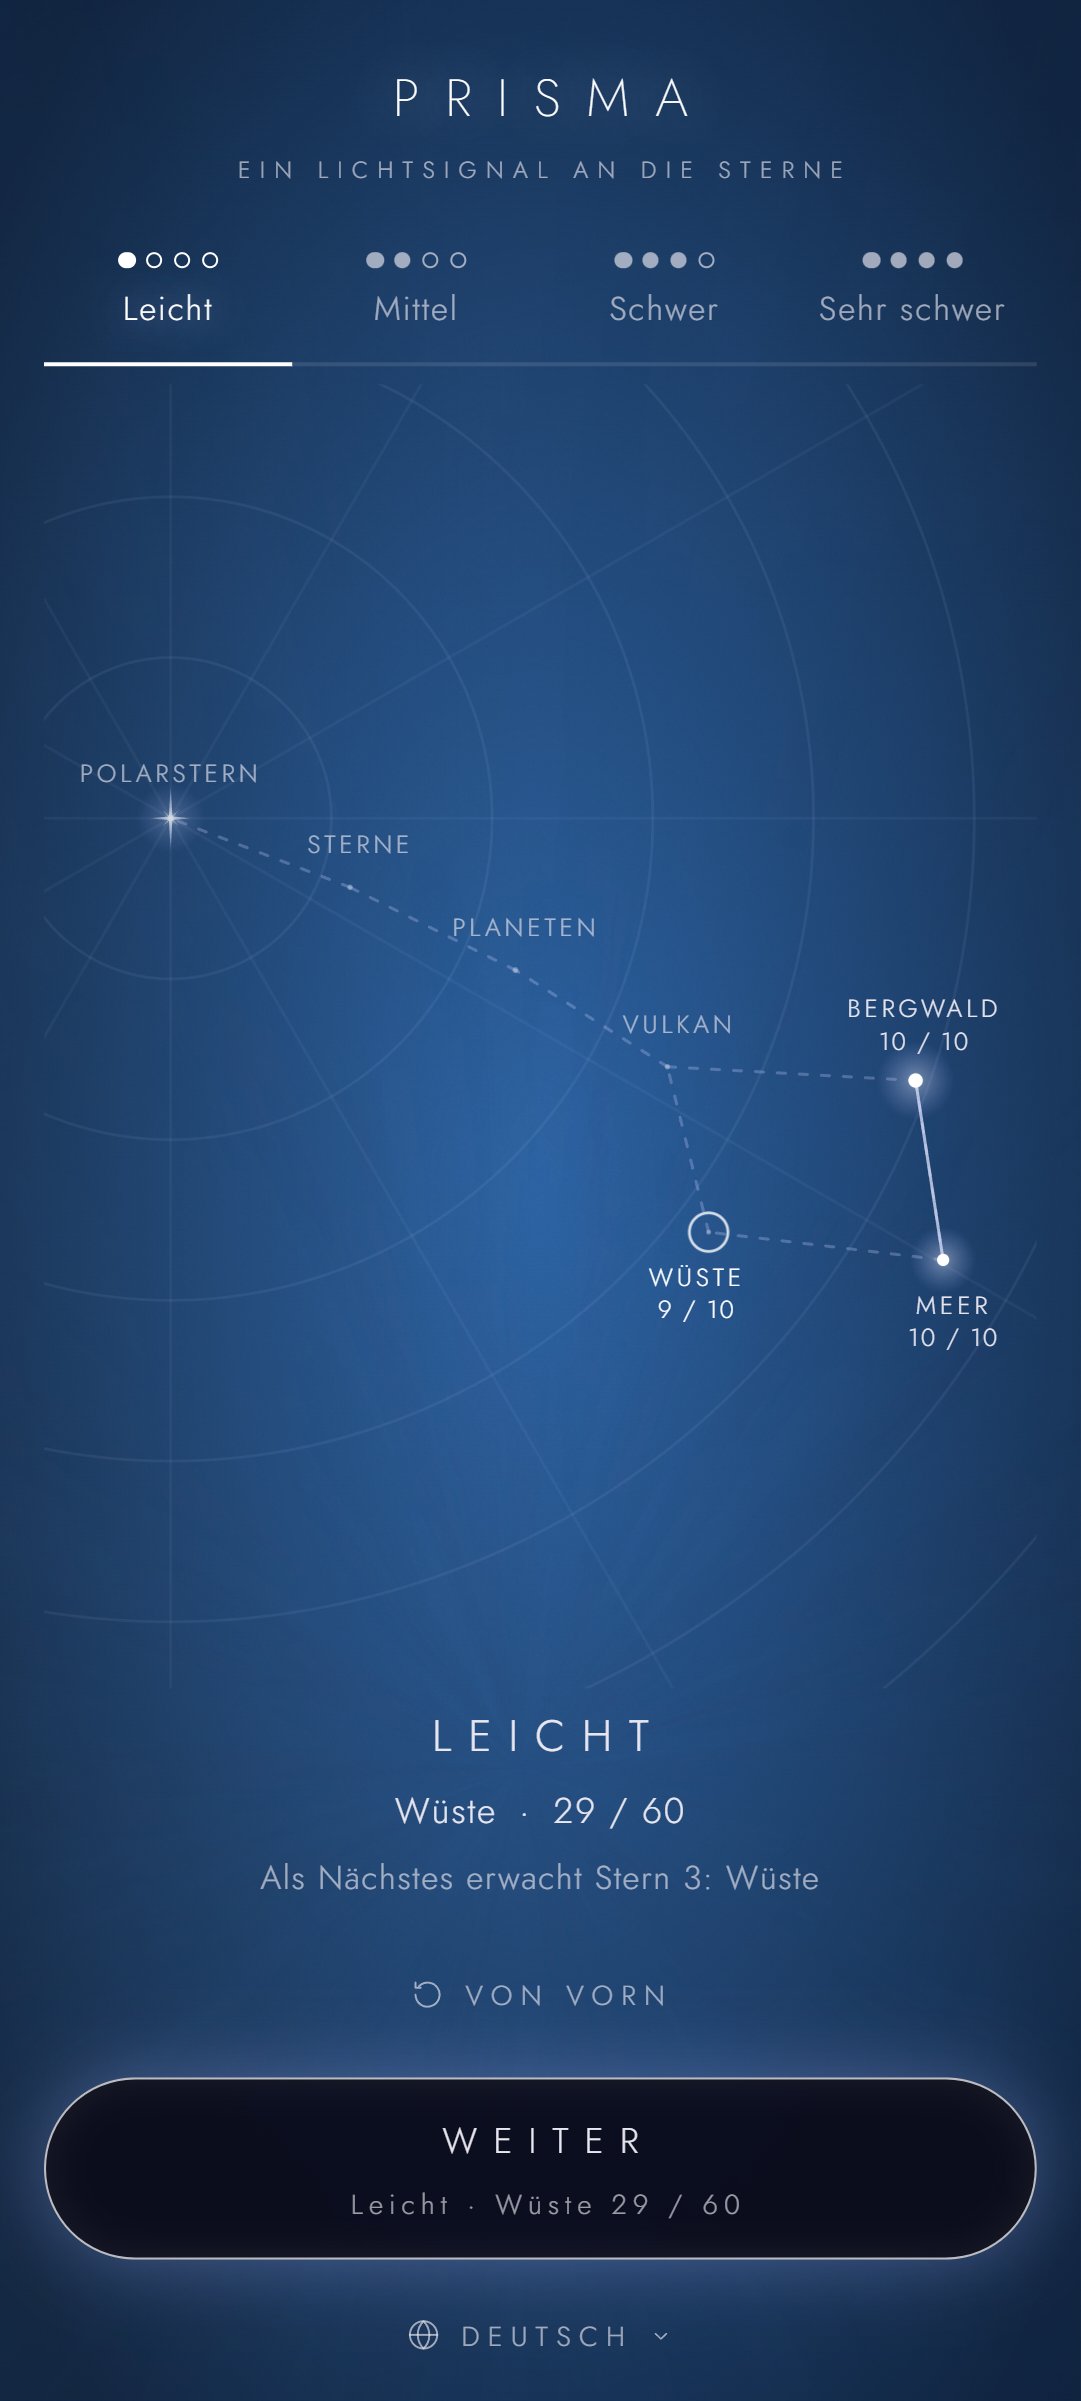 PRISMA
EIN LICHTSIGNAL AN DIE STERNE
Leicht
Mittel
Schwer
Sehr schwer
POLARSTERN
STERNE
PLANETEN
VULKAN
BERGWALD
10 / 10
WÜSTE
9 / 10
MEER
10 / 10
LEICHT
Wüste · 29 / 60
Als Nächstes erwacht Stern 3: Wüste
VON VORN
WEITER
Leicht · Wüste 29 / 60
DEUTSCH